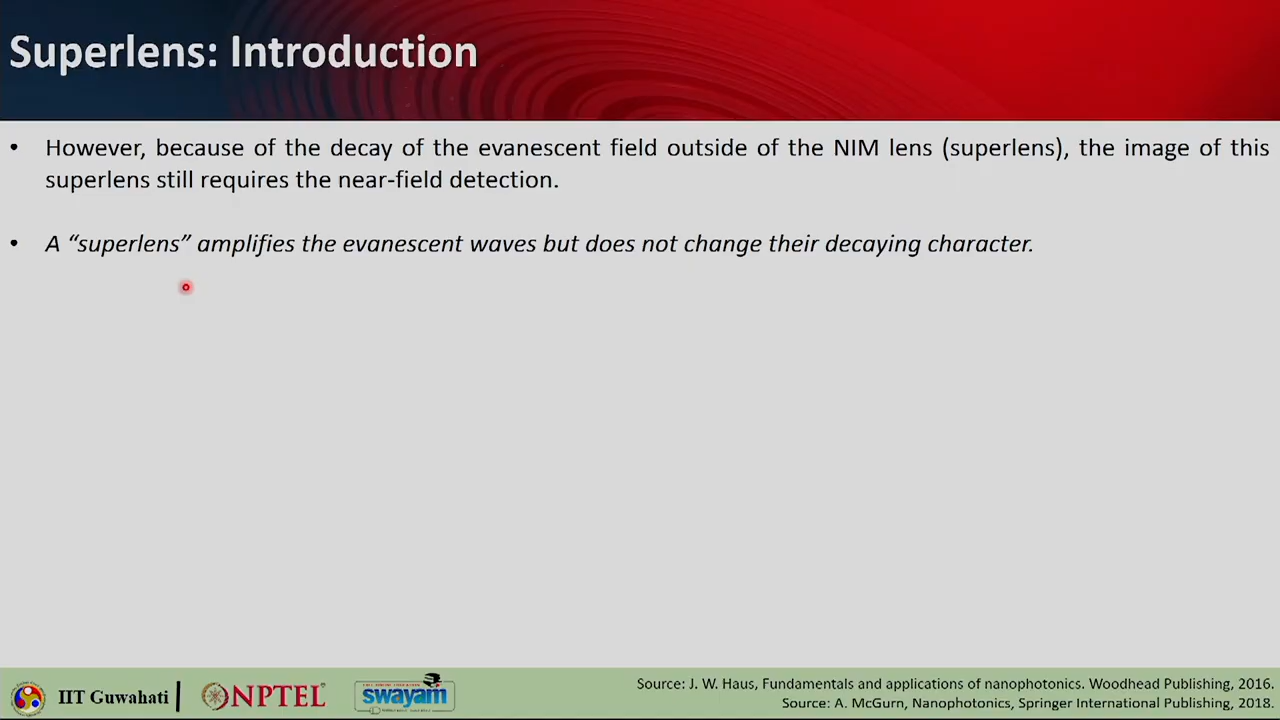 Superlens: Introduction
• However, because of the decay of the evanescent field outside of the NIM lens (superlens), the image of this
superlens still requires the near-field detection.
• A “superlens” amplifies the evanescent waves but does not change their decaying character.
IIT Guwahati
NPTEL
swayam
Source: J. W. Haus, Fundamentals and applications of nanophotonics. Woodhead Publishing, 2016.
Source: A. McGurn, Nanophotonics, Springer International Publishing, 2018.